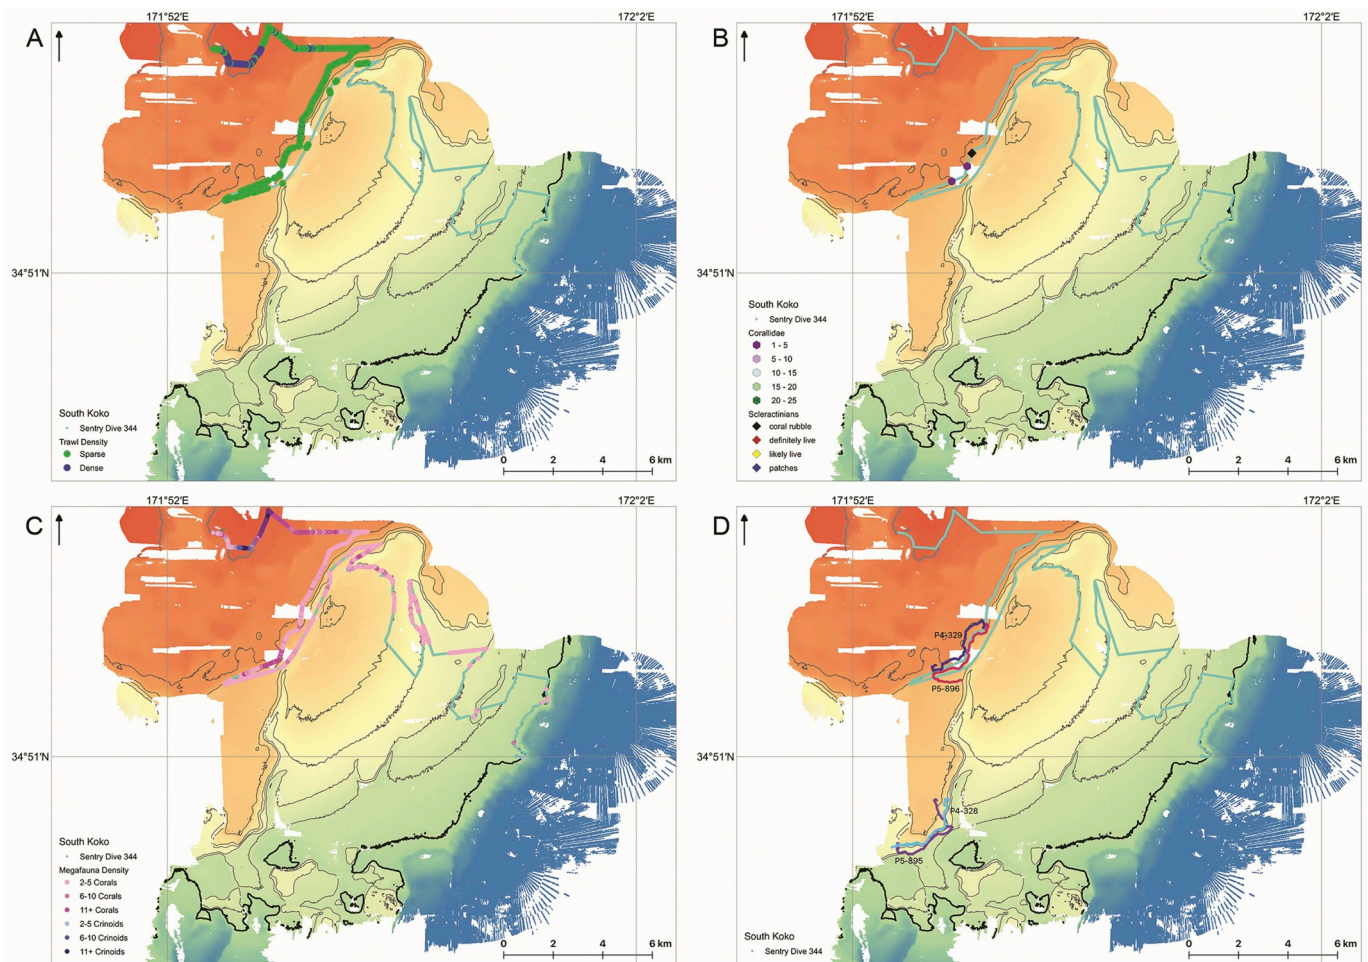 A
171°52'E
172°2'E
34°51'N
South Koko
Sentry Dive 344
Trawl Density
Sparse
Dense
0 2 4 6 km
B
171°52'E
172°2'E
South Koko
Sentry Dive 344
Corallidae
1 - 5
5 - 10
10 - 15
15 - 20
20 - 25
Scleractinians
coral rubble
definitely live
likely live
patches
0 2 4 6 km
C
171°52'E
172°2'E
34°51'N
South Koko
Sentry Dive 344
Megafauna Density
2-5 Corals
6-10 Corals
11+ Corals
2-5 Crinoids
6-10 Crinoids
11+ Crinoids
0 2 4 6 km
D
171°52'E
172°2'E
P4-329
P5-896
P4-328
P5-895
South Koko
Sentry Dive 344
0 2 4 6 km